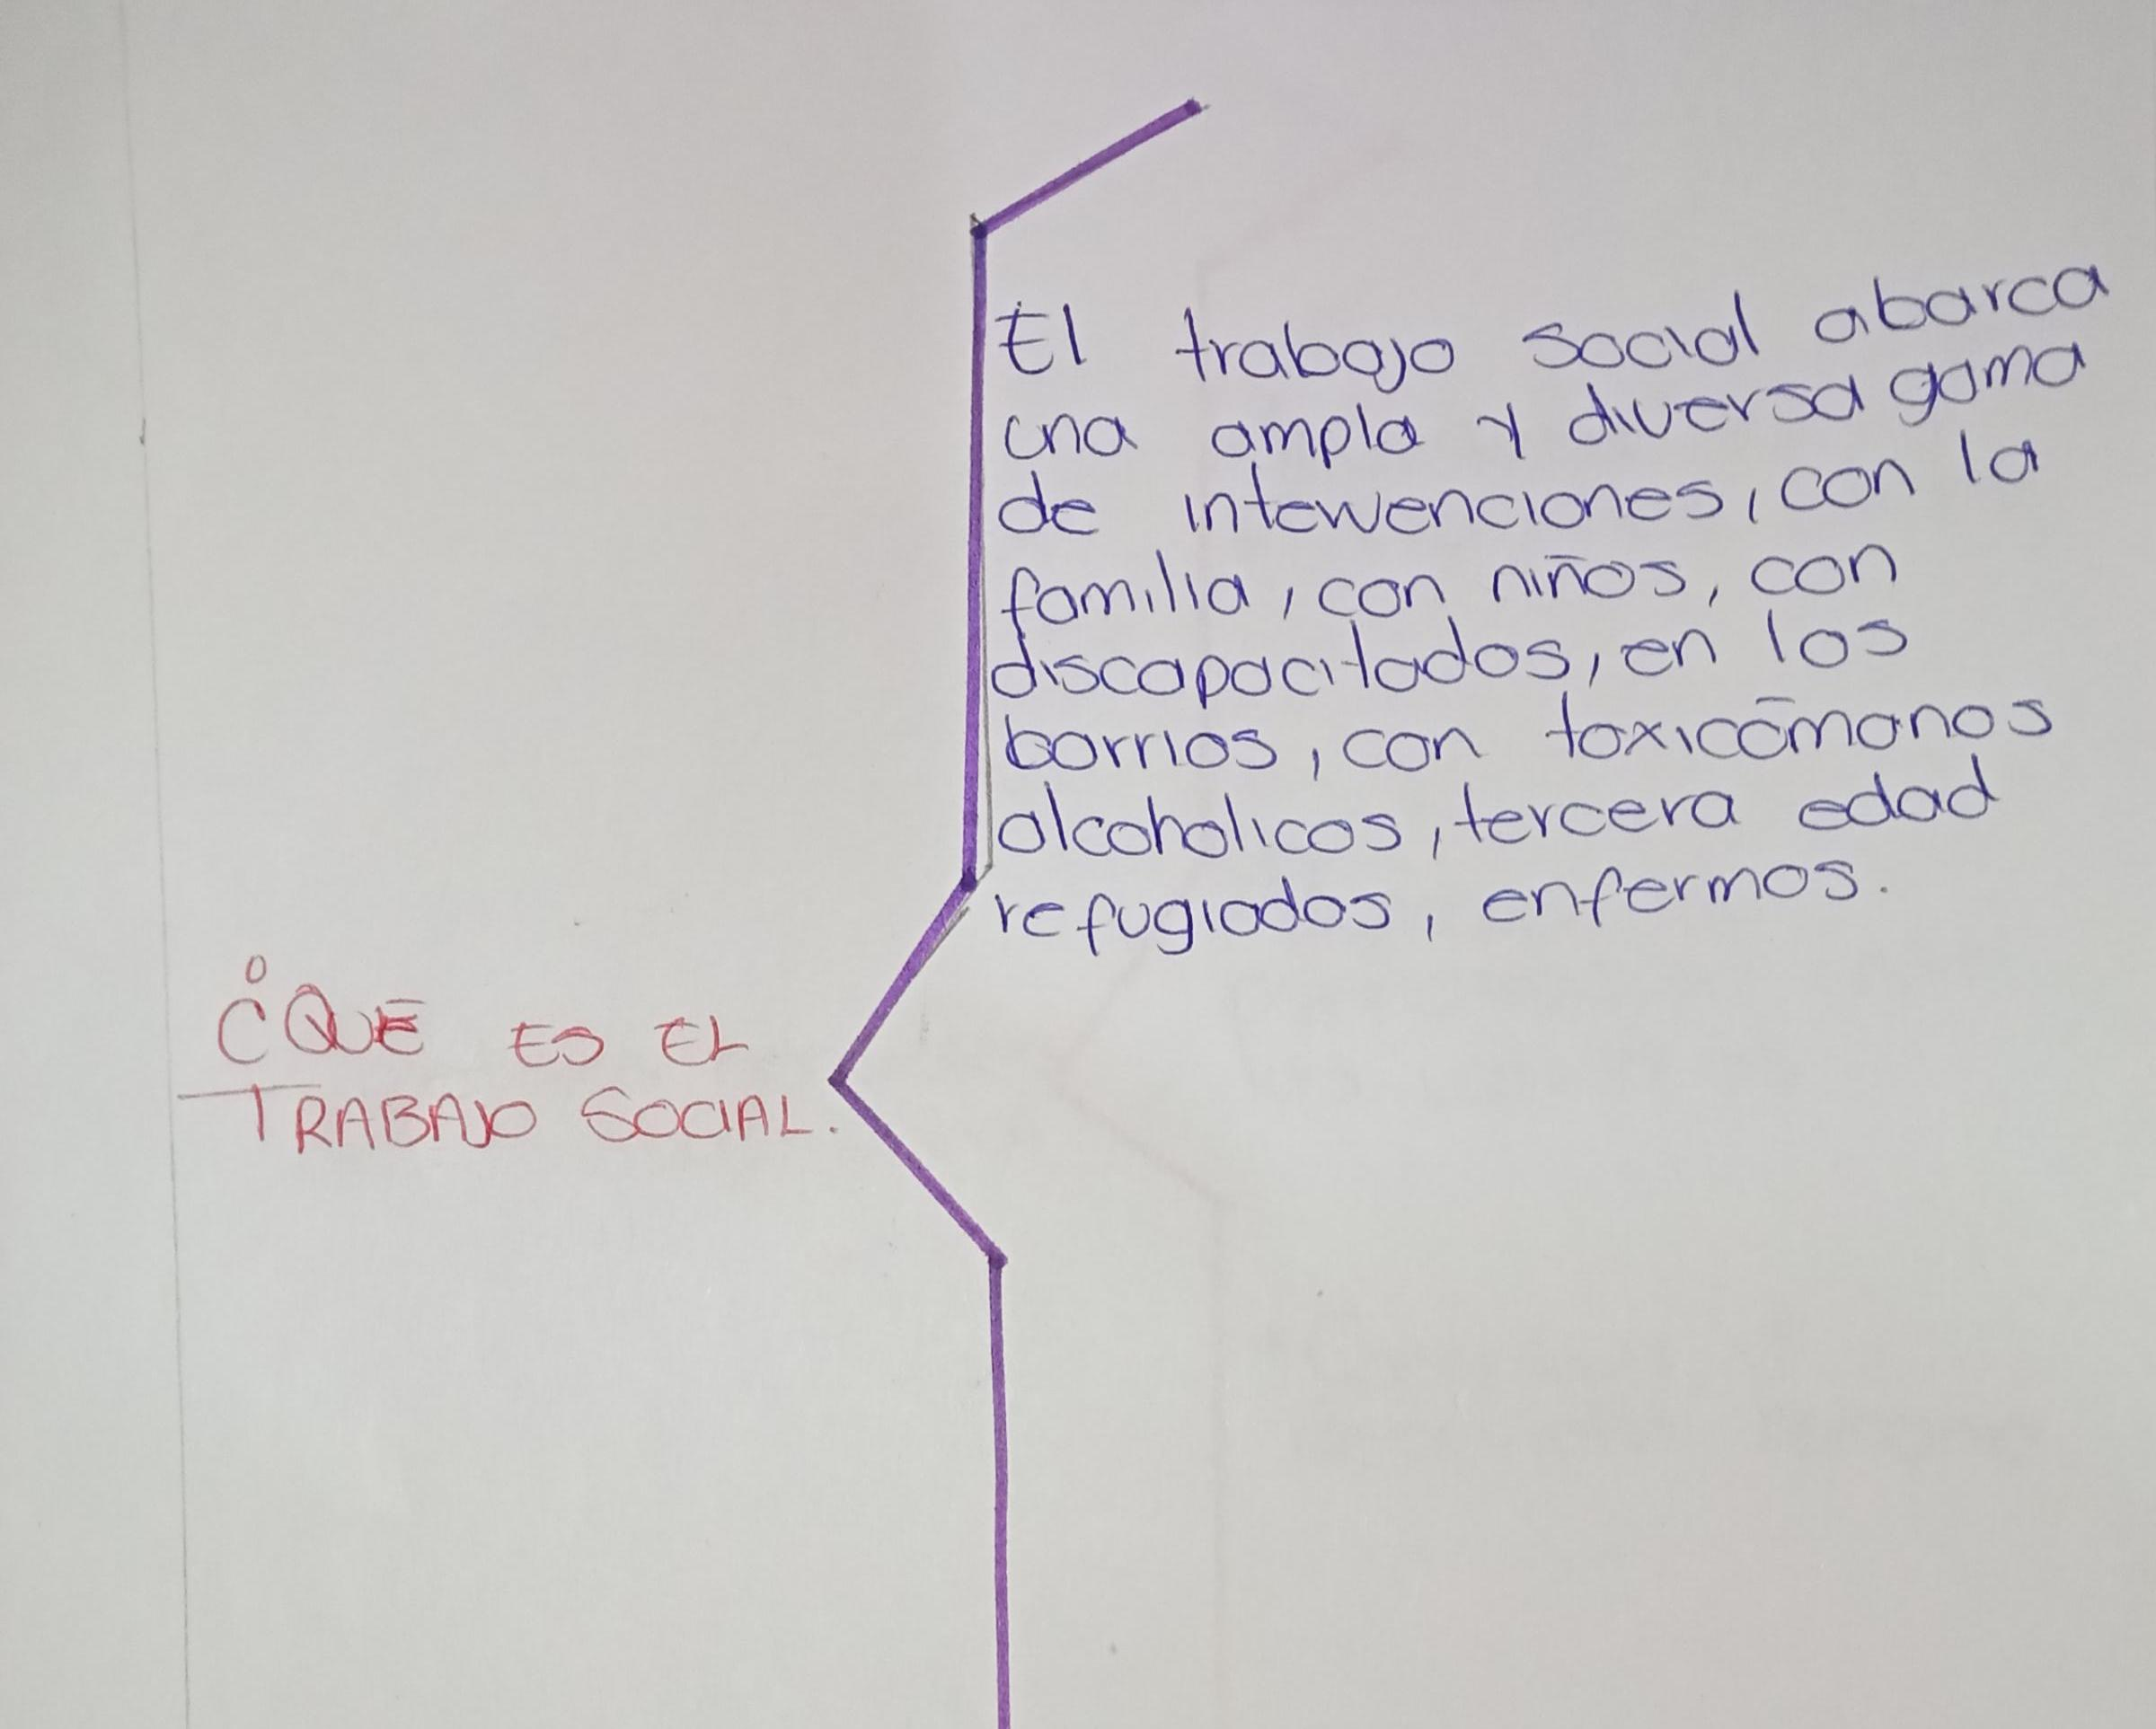 El trabajo social abarca
una ampla y diversa gama
de intervenciones, con la
familia, con niños, con
discapacitados, en los
barrios, con toxicómanos
alcoholicos, tercera edad
refugiados, enfermos.
¿QUÉ ES EL
TRABAJO SOCIAL.